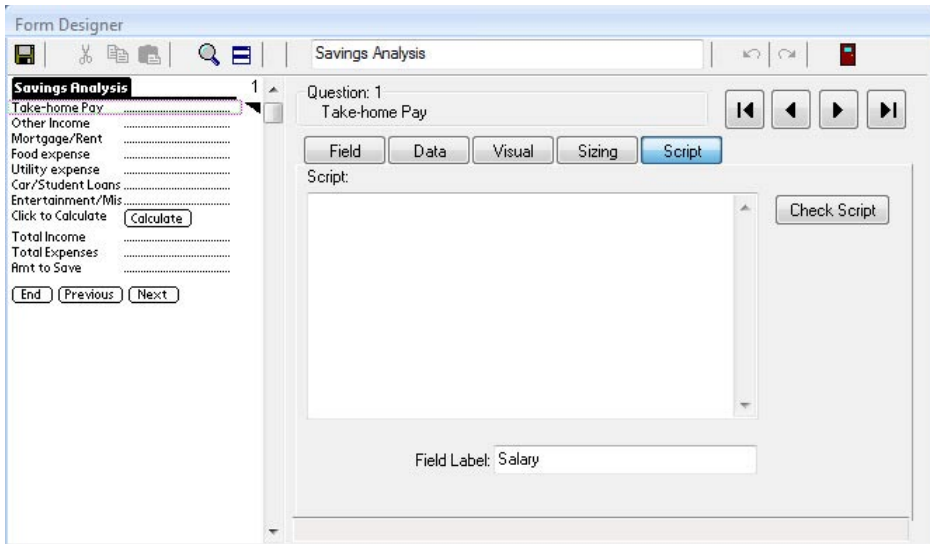 Form Designer
Savings Analysis
Savings Analysis 1
Take-home Pay
Other Income
Mortgage/Rent
Food expense
Utility expense
Car/Student Loans
Entertainment/Mis
Click to Calculate Calculate
Total Income
Total Expenses
Amt to Save
End Previous Next
Question: 1
Take-home Pay
Field Data Visual Sizing Script
Script:
Check Script
Field Label: Salary